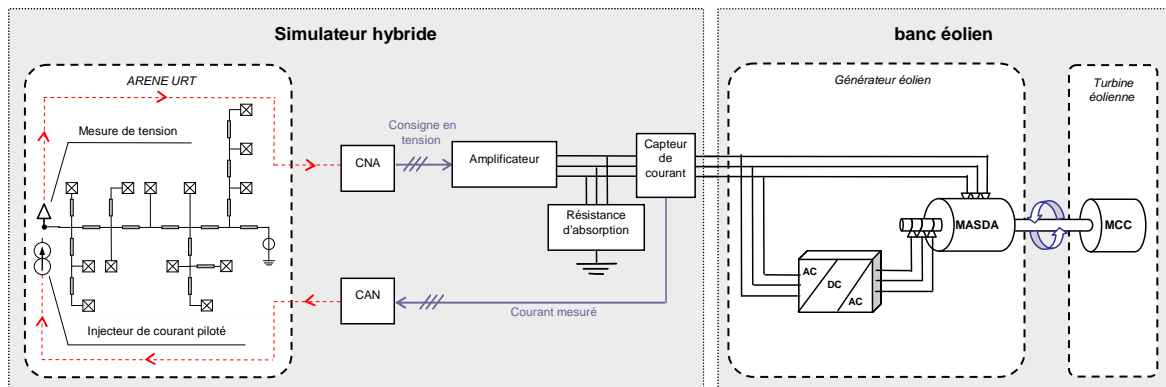 Simulateur hybride
banc éolien
ARENE URT
Mesure de tension
Injecteur de courant piloté
CNA
Consigne en
tension
Amplificateur
Capteur
de
courant
Résistance
d'absorption
CAN
Courant mesuré
Générateur éolien
AC
DC
AC
MASDA
Turbine
éolienne
MCC